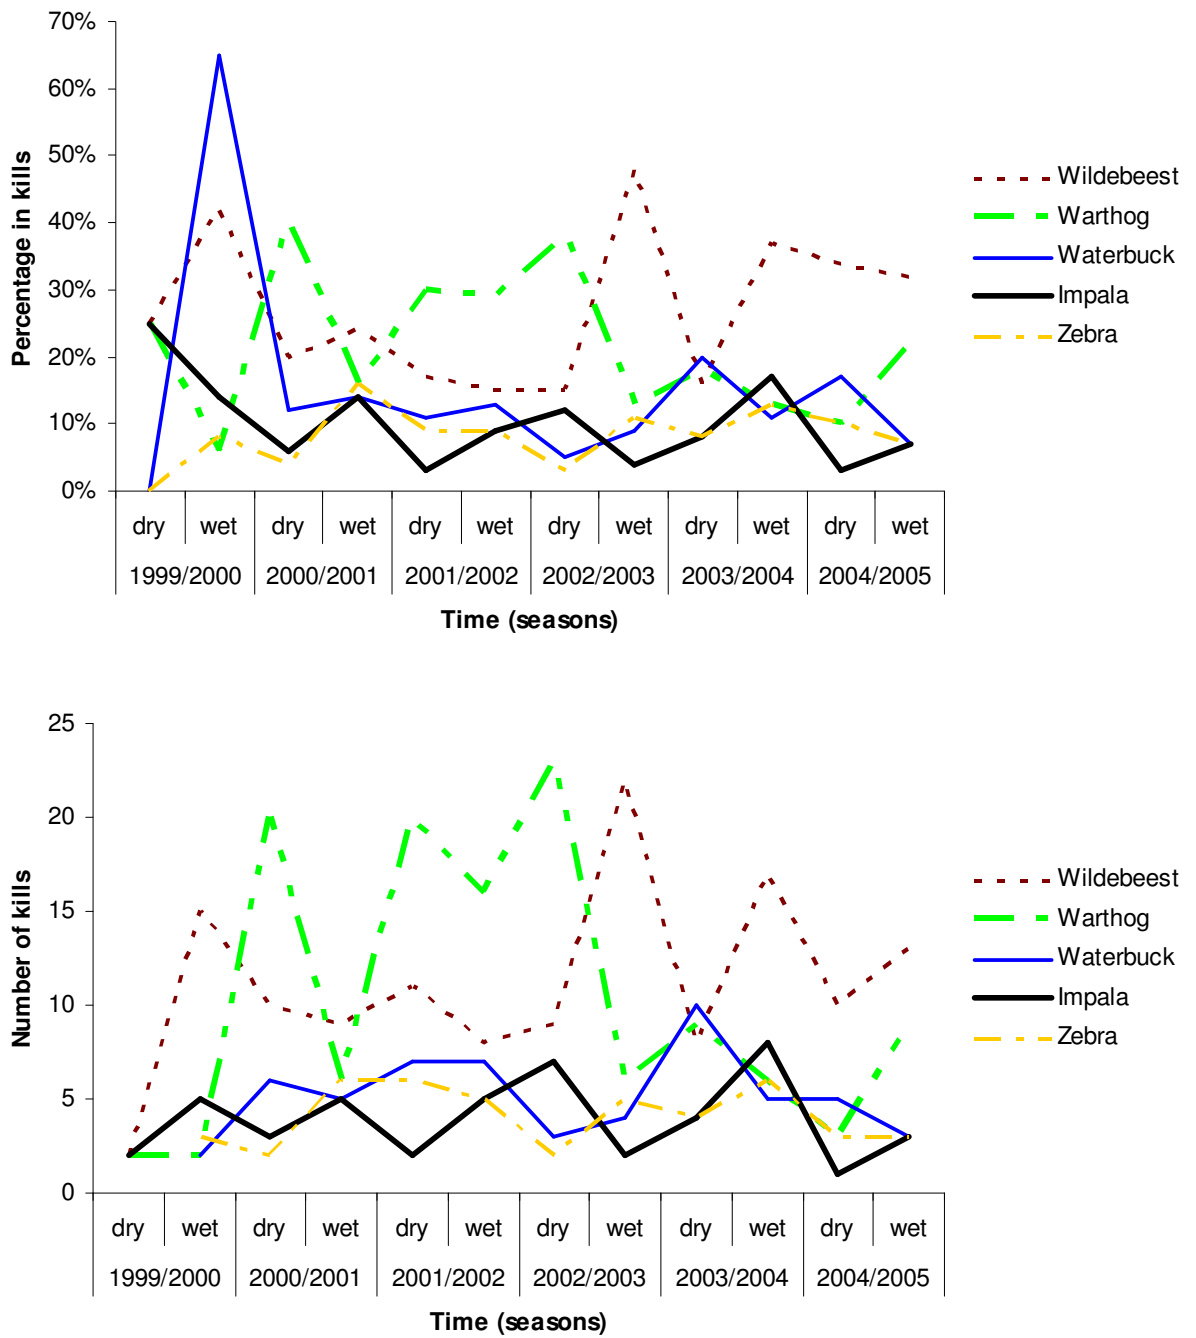 70%
60%
50%
40%
30%
20%
10%
0%
Percentage in kills
dry wet dry wet dry wet dry wet dry wet dry wet
1999/2000 2000/2001 2001/2002 2002/2003 2003/2004 2004/2005
Time (seasons)
Wildebeest
Warthog
Waterbuck
Impala
Zebra
25
20
15
10
5
0
Number of kills
dry wet dry wet dry wet dry wet dry wet dry wet
1999/2000 2000/2001 2001/2002 2002/2003 2003/2004 2004/2005
Time (seasons)
Wildebeest
Warthog
Waterbuck
Impala
Zebra